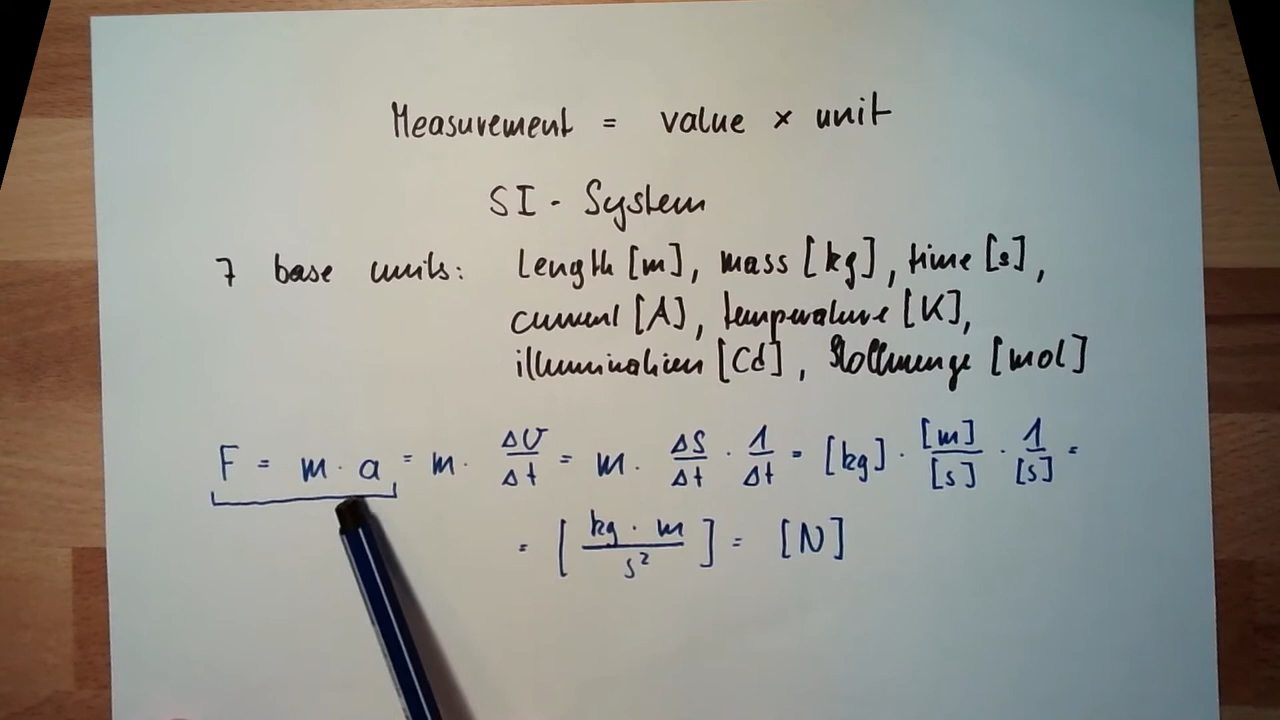 Measurement = value × unit
SI - System
7 base units: Length [m], mass [kg], time [s],
current [A], temperature [K],
illumination [Cd], Stoffmenge [mol]
F = m · a = m · Δv/Δt = m · Δs/Δt · 1/Δt = [kg] · [m]/[s] · 1/[s] =
= [kg · m / s²] = [N]